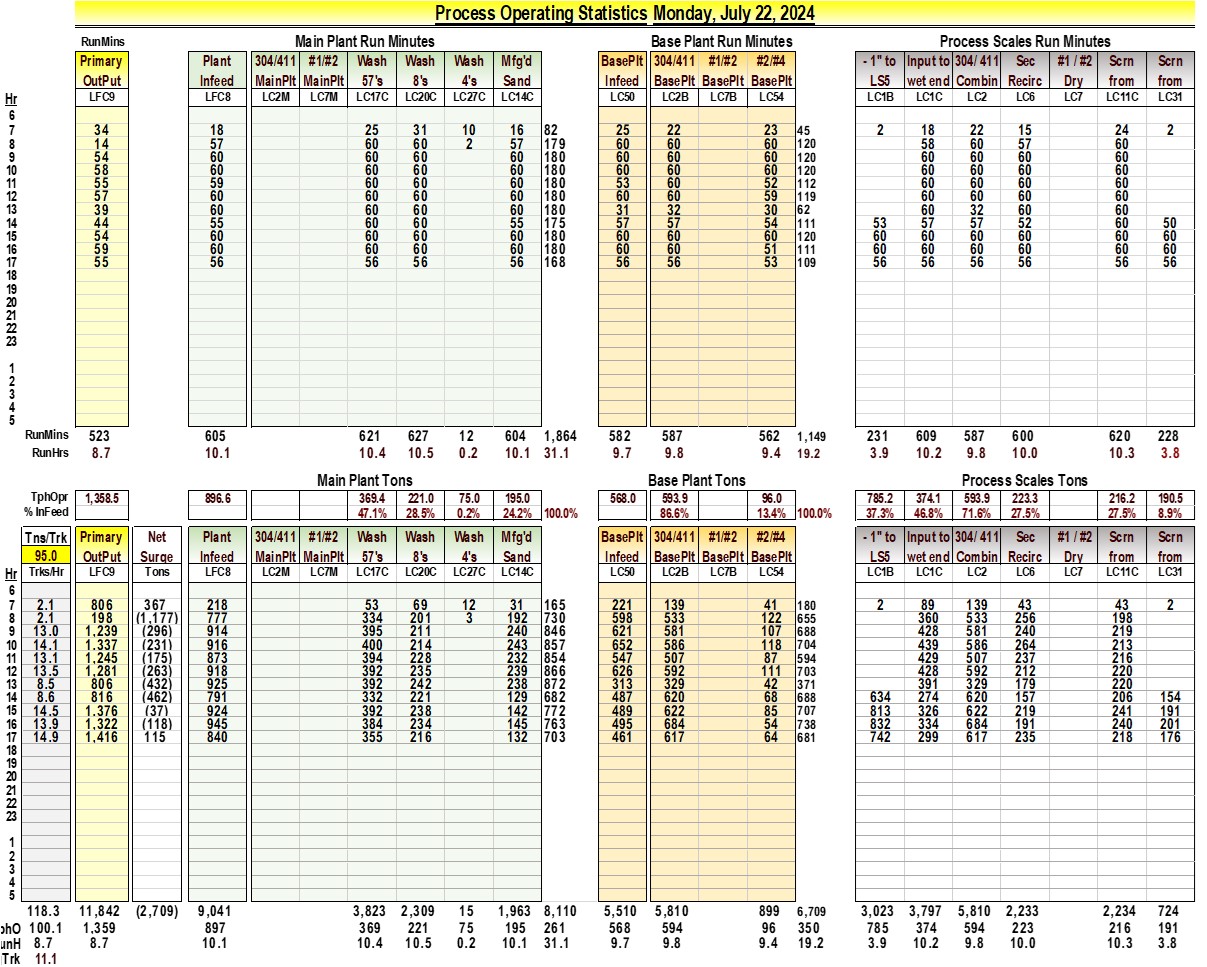 Process Operating Statistics Monday, July 22, 2024
RunMins Main Plant Run Minutes Base Plant Run Minutes Process Scales Run Minutes
Primary Plant 304/411 #1/#2 Wash Wash Wash Mfg'd BasePlt 304/411 #1/#2 #2/#4 - 1" to Input to 304/ 411 Sec #1 / #2 Scrn Scrn
OutPut Infeed MainPlt MainPlt 57's 8's 4's Sand Infeed BasePlt BasePlt BasePlt LS5 wet end Combin Recirc Dry from from
Hr LFC9 LFC8 LC2M LC7M LC17C LC20C LC27C LC14C LC50 LC2B LC7B LC54 LC1B LC1C LC2 LC6 LC7 LC11C LC31
6
7 34 18 25 31 10 16 82 25 22 23 45 2 18 22 15 24 2
8 14 57 60 60 2 57 179 60 60 60 120 58 60 57 60
9 54 60 60 60 60 180 60 60 60 120 60 60 60 60
10 58 60 60 60 60 180 60 60 60 120 60 60 60 60
11 55 59 60 60 60 180 53 60 52 112 60 60 60 60
12 57 60 60 60 60 180 60 60 59 119 60 60 60 60
13 39 60 60 60 60 180 31 32 30 62 60 32 60 60
14 44 55 60 60 55 175 57 57 54 111 53 57 57 52 60 50
15 54 60 60 60 60 180 60 60 60 120 60 60 60 60 60 60
16 59 60 60 60 60 180 60 60 51 111 60 60 60 60 60 60
17 55 56 56 56 56 168 56 56 53 109 56 56 56 56 56 56
18
19
20
21
22
23
1
2
3
4
5
RunMins 523 605 621 627 12 604 1,864 582 587 562 1,149 231 609 587 600 620 228
RunHrs 8.7 10.1 10.4 10.5 0.2 10.1 31.1 9.7 9.8 9.4 19.2 3.9 10.2 9.8 10.0 10.3 3.8
Main Plant Tons Base Plant Tons Process Scales Tons
TphOpr 1,358.5 896.6 369.4 221.0 75.0 195.0 568.0 593.9 96.0 785.2 374.1 593.9 223.3 216.2 190.5
% InFeed 47.1% 28.5% 0.2% 24.2% 100.0% 86.6% 13.4% 100.0% 37.3% 46.8% 71.6% 27.5% 27.5% 8.9%
Tns/Trk Primary Net Plant 304/411 #1/#2 Wash Wash Wash Mfg'd BasePlt 304/411 #1/#2 #2/#4 - 1" to Input to 304/ 411 Sec #1 / #2 Scrn Scrn
95.0 OutPut Surge Infeed MainPlt MainPlt 57's 8's 4's Sand Infeed BasePlt BasePlt BasePlt LS5 wet end Combin Recirc Dry from from
Hr Trks/Hr LFC9 Tons LFC8 LC2M LC7M LC17C LC20C LC27C LC14C LC50 LC2B LC7B LC54 LC1B LC1C LC2 LC6 LC7 LC11C LC31
6
7 2.1 806 367 218 53 69 12 31 165 221 139 41 180 2 89 139 43 43 2
8 2.1 198 (1,177) 777 334 201 3 192 730 598 533 122 655 360 533 256 198
9 13.0 1,239 (296) 914 395 211 240 846 621 581 107 688 428 581 240 219
10 14.1 1,337 (231) 916 400 214 243 857 652 586 118 704 439 586 264 213
11 13.1 1,245 (175) 873 394 228 232 854 547 507 87 594 429 507 237 216
12 13.5 1,281 (263) 918 392 235 239 866 626 592 111 703 428 592 212 220
13 8.5 806 (432) 925 392 242 238 872 313 329 42 371 391 329 179 220
14 8.6 816 (462) 791 332 221 129 682 487 620 68 688 634 274 620 157 206 154
15 14.5 1,376 (37) 924 392 238 142 772 489 622 85 707 813 326 622 219 241 191
16 13.9 1,322 (118) 945 384 234 145 763 495 684 54 738 832 334 684 191 240 201
17 14.9 1,416 115 840 355 216 132 703 461 617 64 681 742 299 617 235 218 176
18
19
20
21
22
23
1
2
3
4
5
118.3 11,842 (2,709) 9,041 3,823 2,309 15 1,963 8,110 5,510 5,810 899 6,709 3,023 3,797 5,810 2,233 2,234 724
phO 100.1 1,359 897 369 221 75 195 261 568 594 96 350 785 374 594 223 216 191
unH 8.7 8.7 10.1 10.4 10.5 0.2 10.1 31.1 9.7 9.8 9.4 19.2 3.9 10.2 9.8 10.0 10.3 3.8
Trk 11.1